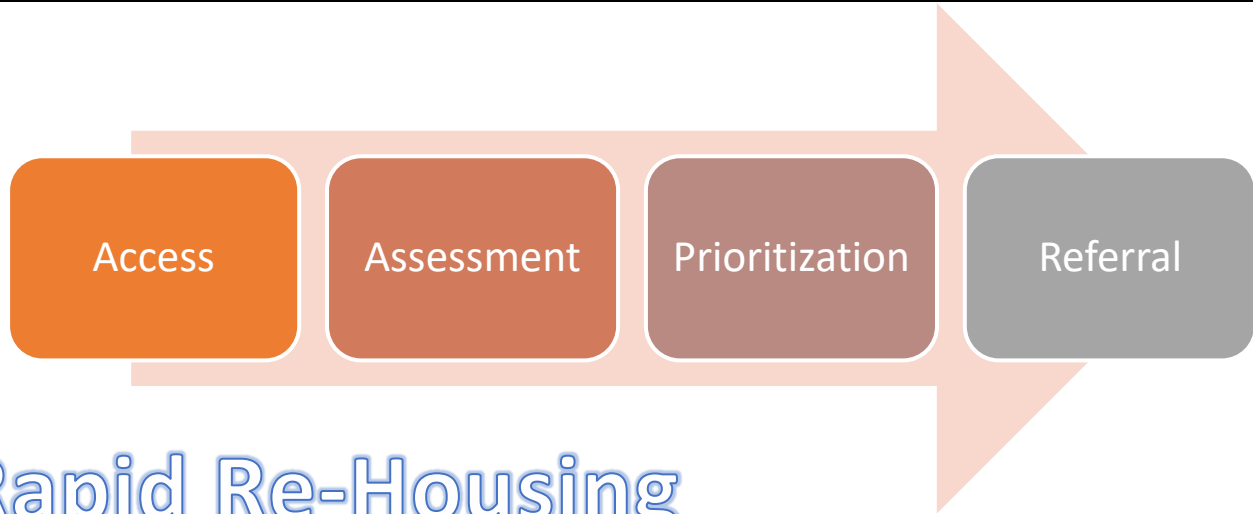 Access
Assessment
Prioritization
Referral
Rapid Re-Housing